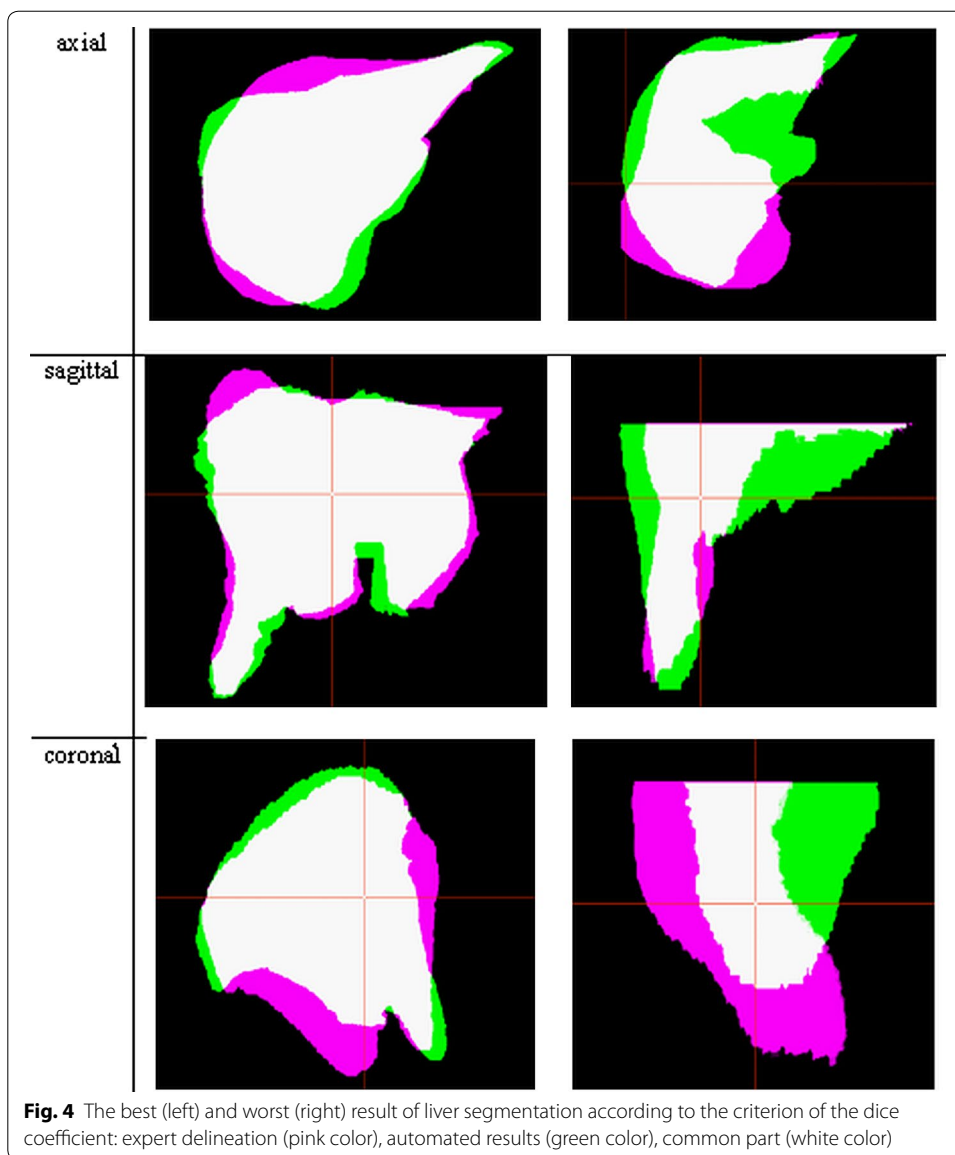 axial
sagittal
coronal
Fig. 4 The best (left) and worst (right) result of liver segmentation according to the criterion of the dice
coefficient: expert delineation (pink color), automated results (green color), common part (white color)